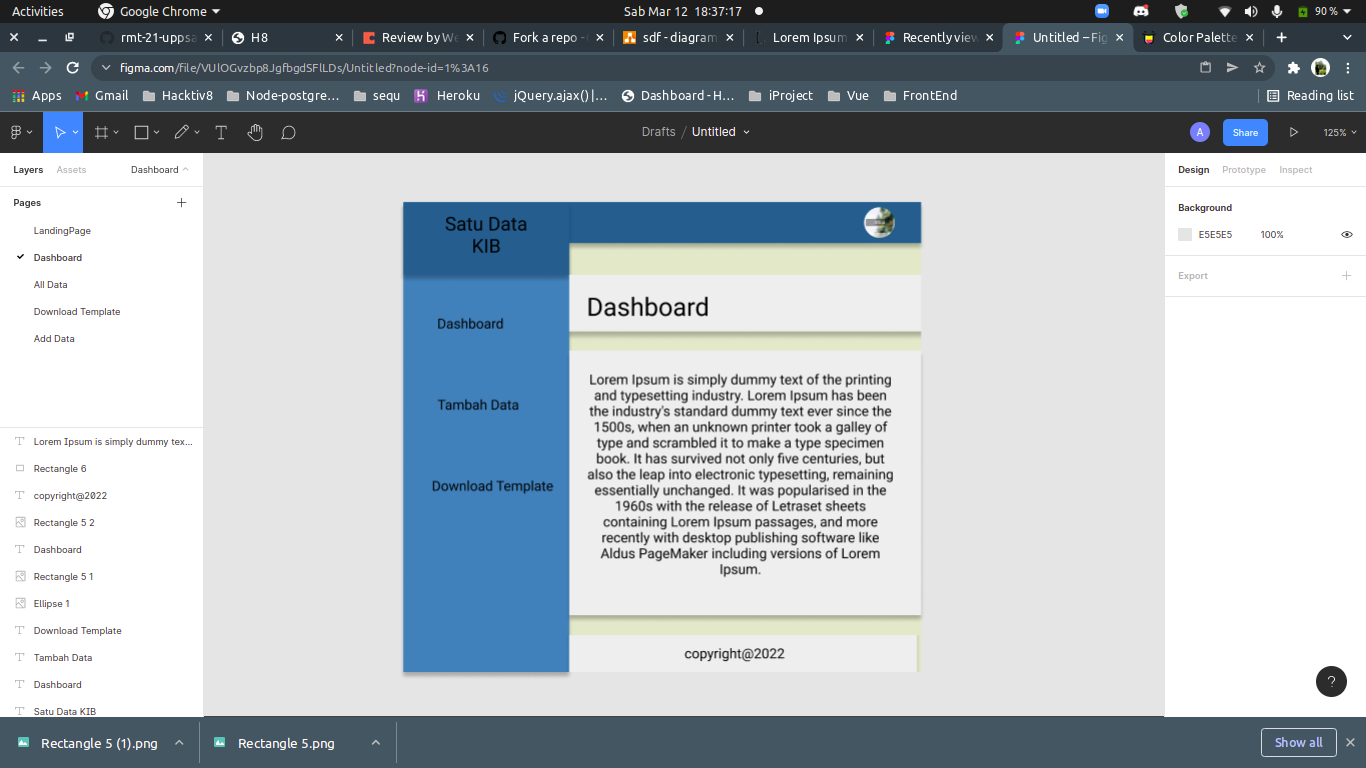 Activities
Google Chrome
Sab Mar 12 18:37:17
90 %
rmt-21-uppsa
H8
Review by We
Fork a repo -
sdf - diagram
Lorem Ipsum
Recently view
Untitled – Fig
Color Palette
figma.com/file/VUlOGvzbp8JgfbgdSFlLDs/Untitled?node-id=1%3A16
Apps
Gmail
Hacktiv8
Node-postgre...
sequ
Heroku
jQuery.ajax() |...
Dashboard - H...
iProject
Vue
FrontEnd
Reading list
Drafts / Untitled
A
Share
125%
Layers
Assets
Dashboard
Design
Prototype
Inspect
Pages
LandingPage
Dashboard
All Data
Download Template
Add Data
Background
E5E5E5
100%
Export
Lorem Ipsum is simply dummy tex...
Rectangle 6
copyright@2022
Rectangle 5 2
Dashboard
Rectangle 5 1
Ellipse 1
Download Template
Tambah Data
Dashboard
Satu Data KIB
Satu Data
KIB
Dashboard
Tambah Data
Download Template
Dashboard
Lorem Ipsum is simply dummy text of the printing
and typesetting industry. Lorem Ipsum has been
the industry's standard dummy text ever since the
1500s, when an unknown printer took a galley of
type and scrambled it to make a type specimen
book. It has survived not only five centuries, but
also the leap into electronic typesetting, remaining
essentially unchanged. It was popularised in the
1960s with the release of Letraset sheets
containing Lorem Ipsum passages, and more
recently with desktop publishing software like
Aldus PageMaker including versions of Lorem
Ipsum.
copyright@2022
?
Rectangle 5 (1).png
Rectangle 5.png
Show all